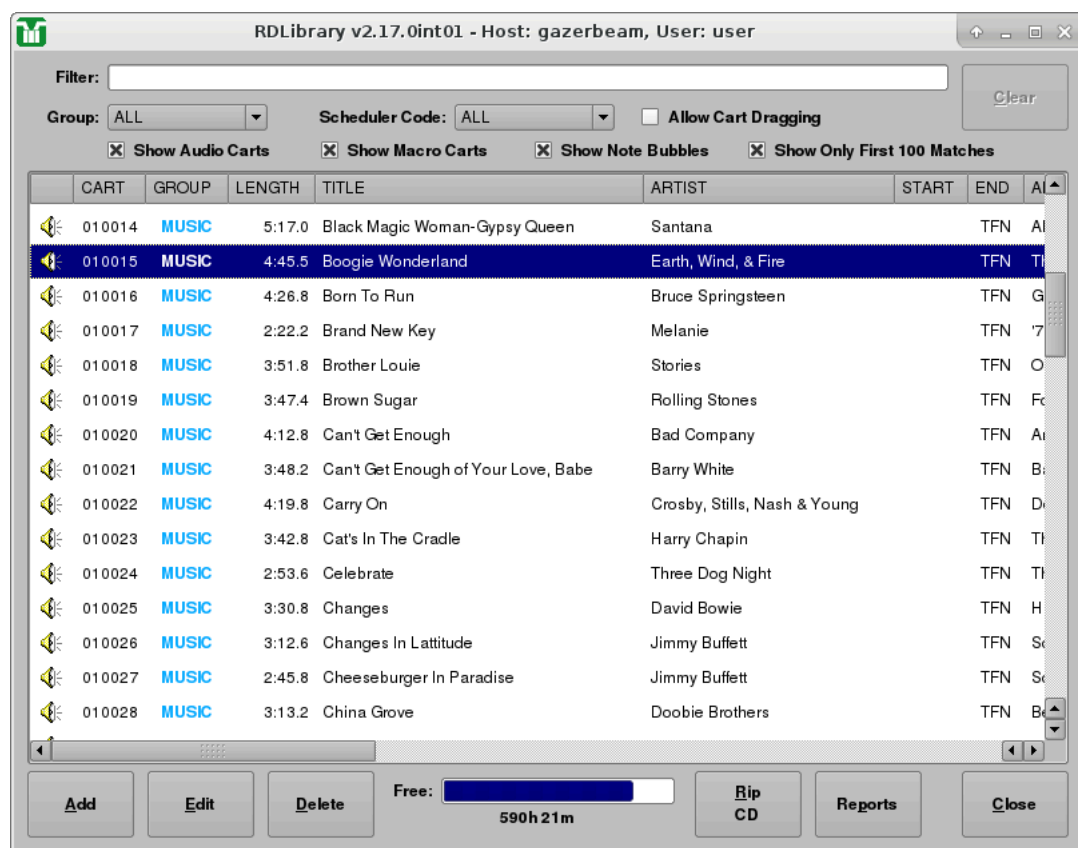 RDLibrary v2.17.0int01 - Host: gazerbeam, User: user
Filter:
Clear
Group: ALL Scheduler Code: ALL Allow Cart Dragging
Show Audio Carts Show Macro Carts Show Note Bubbles Show Only First 100 Matches
CART GROUP LENGTH TITLE ARTIST START END
010014 MUSIC 5:17.0 Black Magic Woman-Gypsy Queen Santana TFN
010015 MUSIC 4:45.5 Boogie Wonderland Earth, Wind, & Fire TFN
010016 MUSIC 4:26.8 Born To Run Bruce Springsteen TFN
010017 MUSIC 2:22.2 Brand New Key Melanie TFN '7
010018 MUSIC 3:51.8 Brother Louie Stories TFN
010019 MUSIC 3:47.4 Brown Sugar Rolling Stones TFN
010020 MUSIC 4:12.8 Can't Get Enough Bad Company TFN
010021 MUSIC 3:48.2 Can't Get Enough of Your Love, Babe Barry White TFN
010022 MUSIC 4:19.8 Carry On Crosby, Stills, Nash & Young TFN
010023 MUSIC 3:42.8 Cat's In The Cradle Harry Chapin TFN
010024 MUSIC 2:53.6 Celebrate Three Dog Night TFN
010025 MUSIC 3:30.8 Changes David Bowie TFN H
010026 MUSIC 3:12.6 Changes In Lattitude Jimmy Buffett TFN
010027 MUSIC 2:45.8 Cheeseburger In Paradise Jimmy Buffett TFN
010028 MUSIC 3:13.2 China Grove Doobie Brothers TFN
Add Edit Delete Free: 590h 21m Rip CD Reports Close